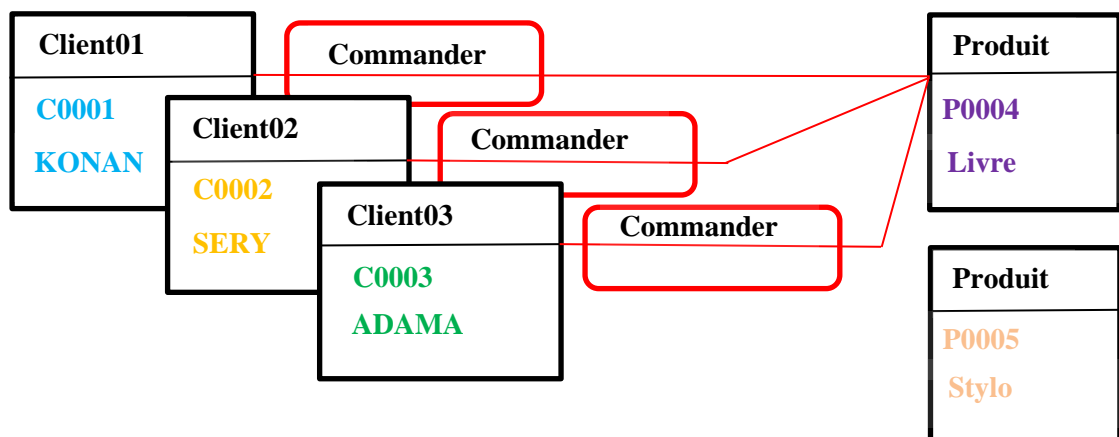 Client01
C0001
KONAN
Commander
Client02
C0002
SERY
Commander
Client03
C0003
ADAMA
Commander
Produit
P0004
Livre
Produit
P0005
Stylo